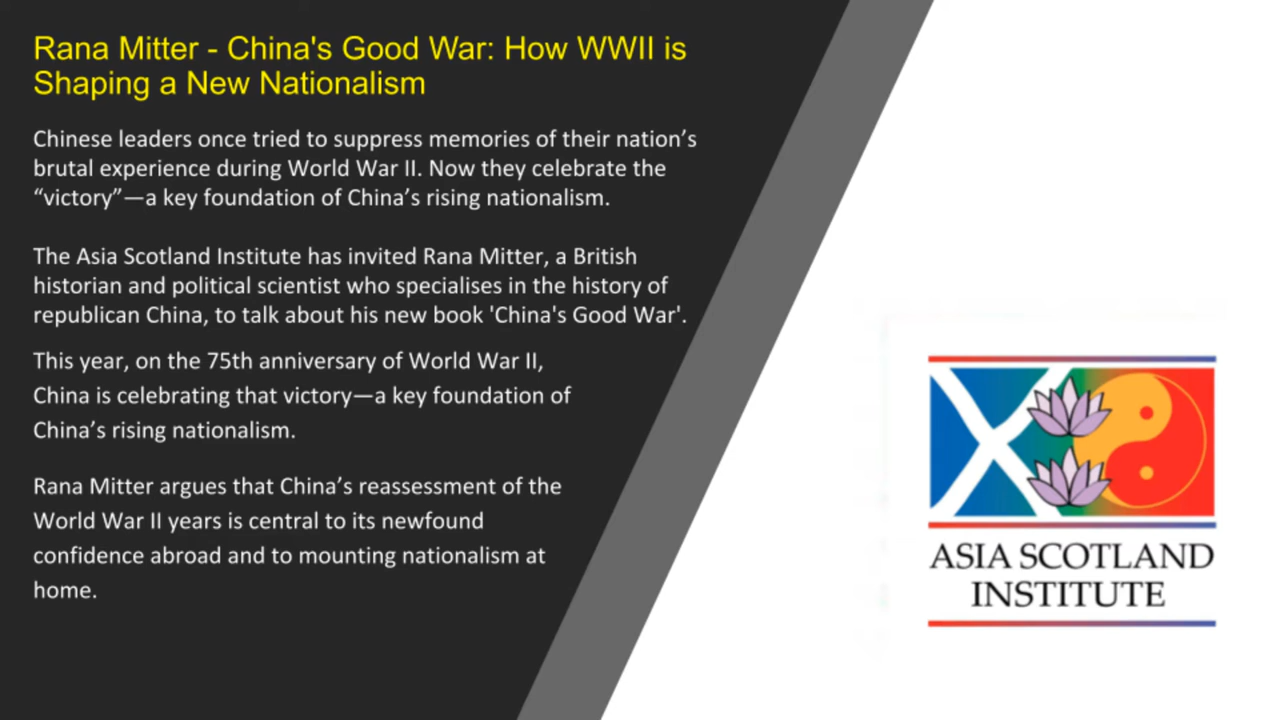 Rana Mitter - China's Good War: How WWII is
Shaping a New Nationalism
Chinese leaders once tried to suppress memories of their nation’s
brutal experience during World War II. Now they celebrate the
“victory”—a key foundation of China’s rising nationalism.
The Asia Scotland Institute has invited Rana Mitter, a British
historian and political scientist who specialises in the history of
republican China, to talk about his new book 'China's Good War'.
This year, on the 75th anniversary of World War II,
China is celebrating that victory—a key foundation of
China’s rising nationalism.
Rana Mitter argues that China’s reassessment of the
World War II years is central to its newfound
confidence abroad and to mounting nationalism at
home.
ASIA SCOTLAND
INSTITUTE